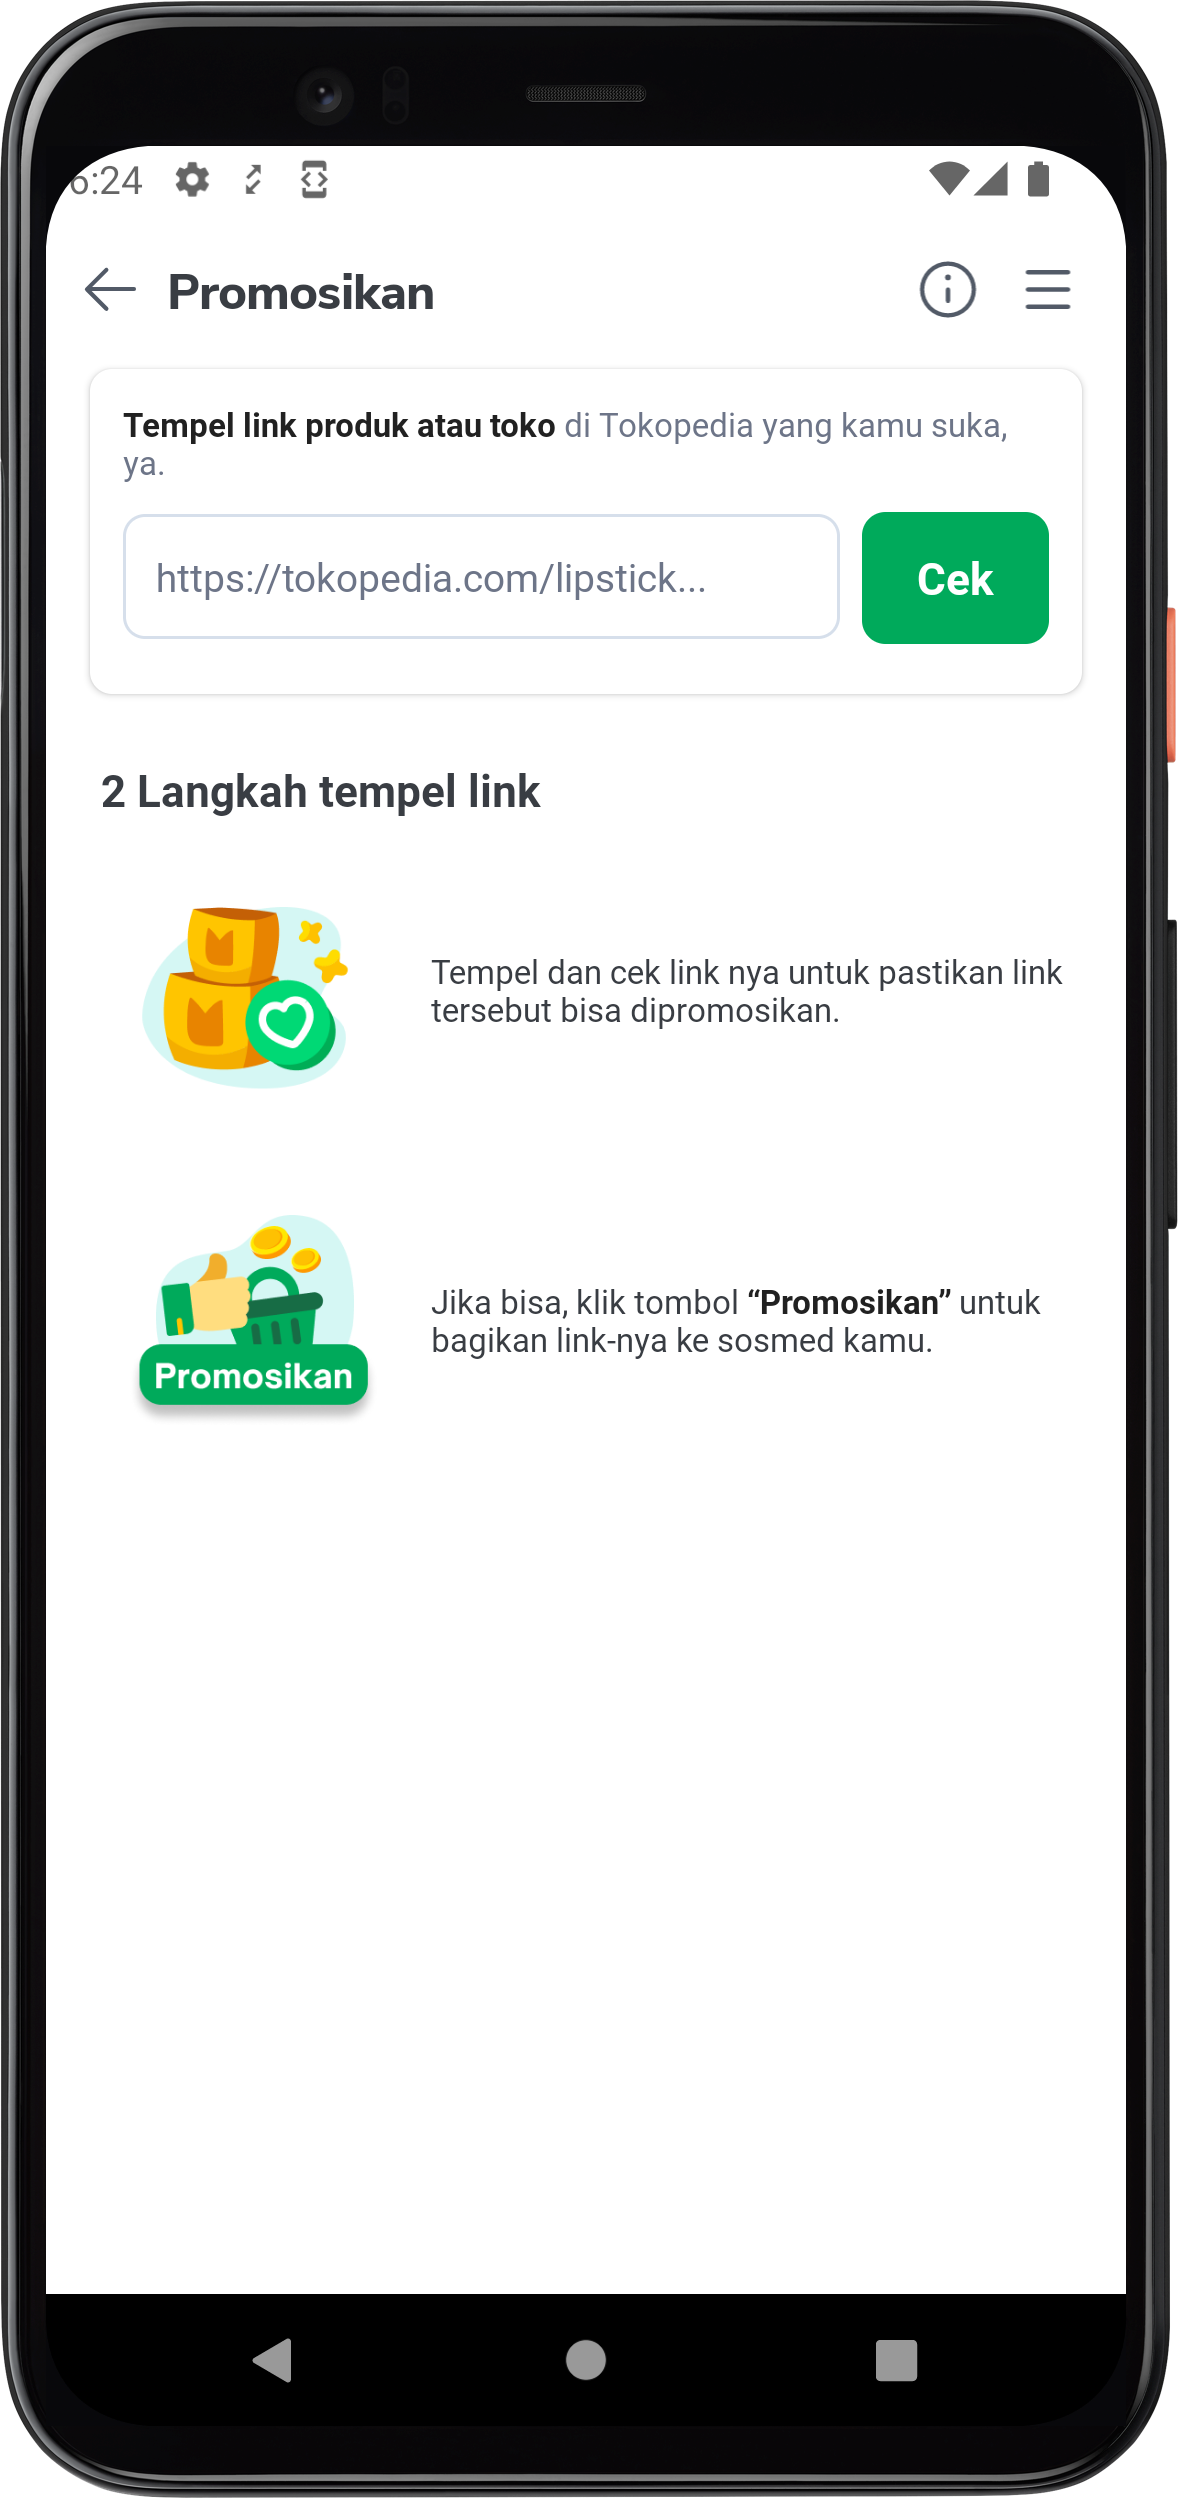 6:24
Promosikan
Tempel link produk atau toko di Tokopedia yang kamu suka,
ya.
https://tokopedia.com/lipstick...
Cek
2 Langkah tempel link
Tempel dan cek link nya untuk pastikan link
tersebut bisa dipromosikan.
Jika bisa, klik tombol “Promosikan” untuk
bagikan link-nya ke sosmed kamu.
Promosikan